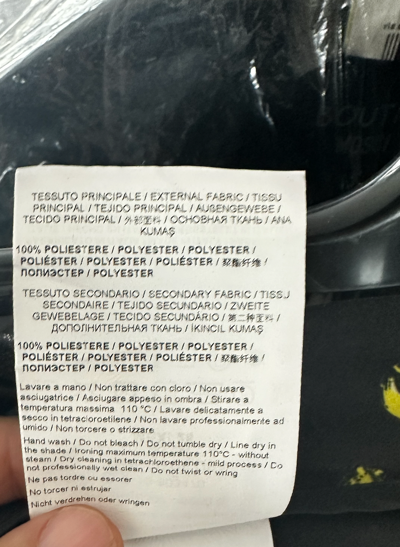 TESSUTO PRINCIPALE / EXTERNAL FABRIC / TISSU
PRINCIPAL / TEJIDO PRINCIPAL / AUßENGEWEBE /
TECIDO PRINCIPAL / 外部面料 / ОСНОВНАЯ ТКАНЬ / ANA
KUMAŞ
100% POLIESTERE / POLYESTER / POLYESTER /
POLIÉSTER / POLYESTER / POLIÉSTER / 聚酯纤维 /
ПОЛИЭСТЕР / POLYESTER
TESSUTO SECONDARIO / SECONDARY FABRIC / TISSU
SECONDAIRE / TEJIDO SECUNDARIO / ZWEITE
GEWEBELAGE / TECIDO SECUNDÁRIO / 第二种面料 /
ДОПОЛНИТЕЛЬНАЯ ТКАНЬ / İKINCIL KUMAŞ
100% POLIESTERE / POLYESTER / POLYESTER /
POLIÉSTER / POLYESTER / POLIÉSTER / 聚酯纤维 /
ПОЛИЭСТЕР / POLYESTER
Lavare a mano / Non trattare con cloro / Non usare
asciugatrice / Asciugare appeso in ombra / Stirare a
temperatura massima 110 °C / Lavare delicatamente a
secco in tetracloroetilene / Non lavare professionalmente ad
umido / Non torcere o strizzare
Hand wash / Do not bleach / Do not tumble dry / Line dry in
the shade / Ironing maximum temperature 110°C - without
steam / Dry cleaning in tetrachloroethene - mild process / Do
not professionally wet clean / Do not twist or wring
Ne pas tordre ou essorer
No torcer ni estrujar
Nicht verdrehen oder wringen